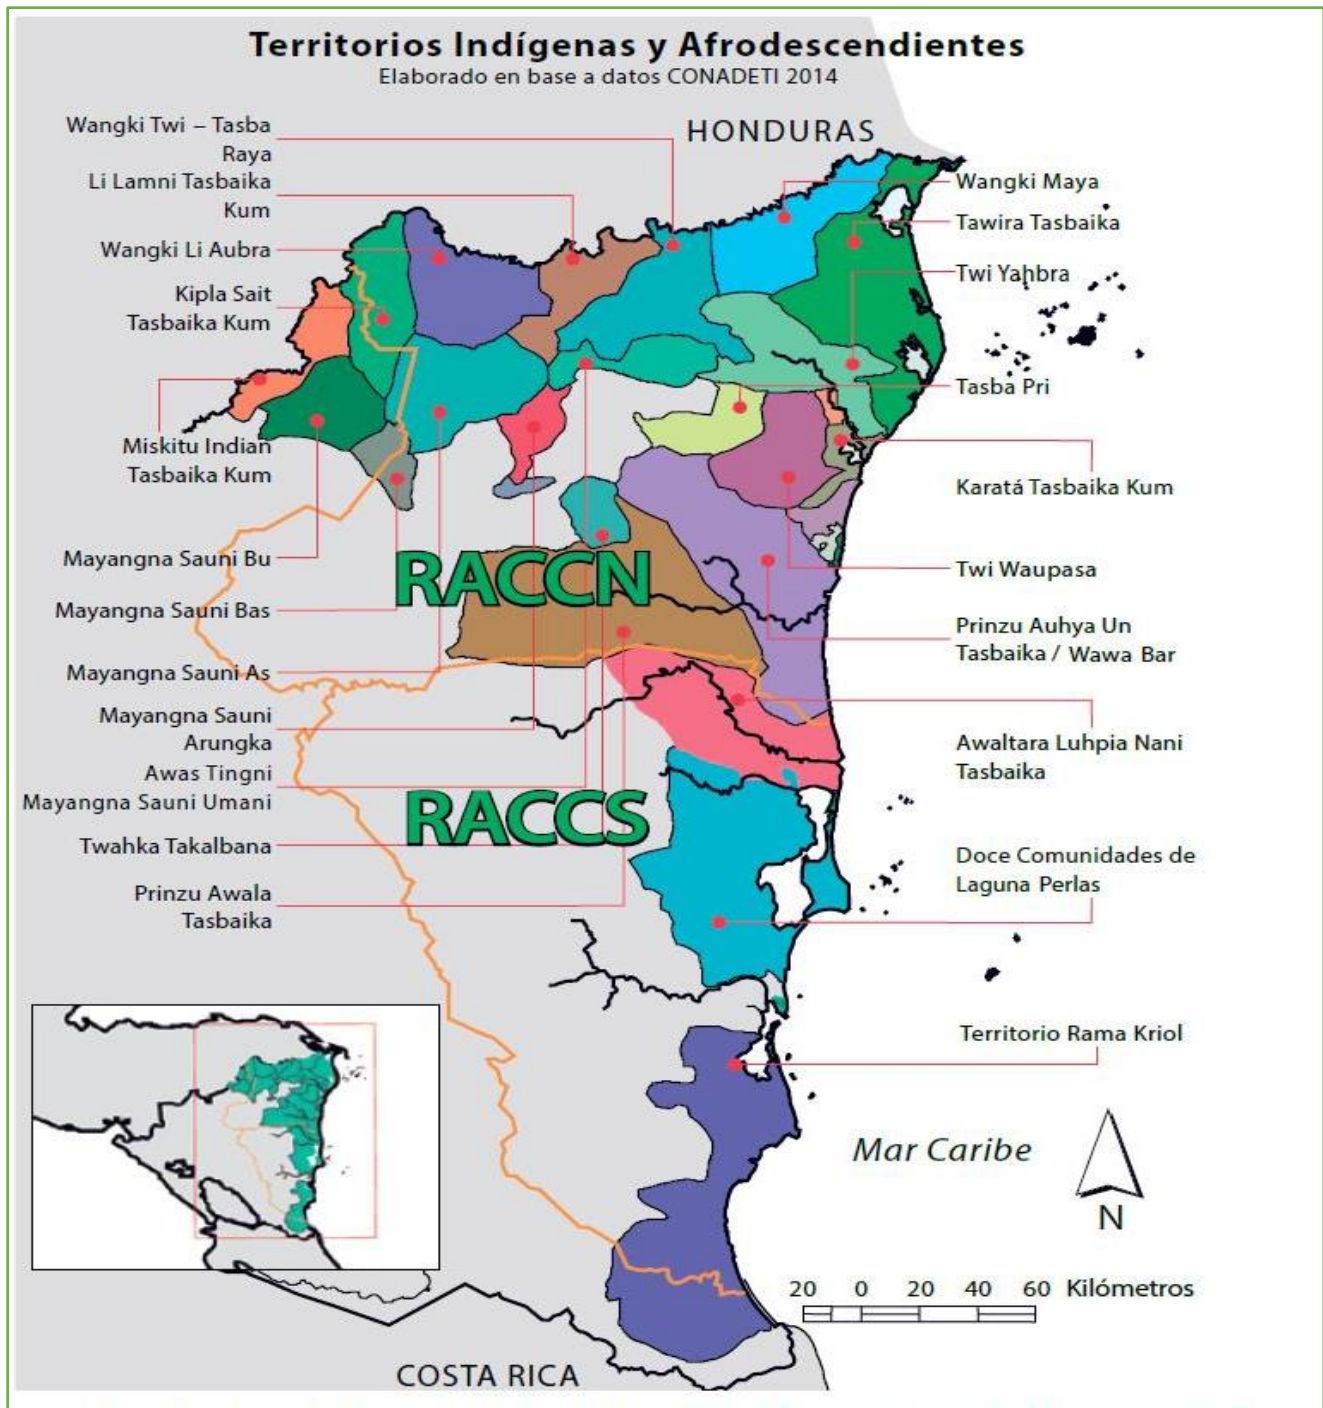 Territorios Indígenas y Afrodescendientes
Elaborado en base a datos CONADETI 2014
HONDURAS
Wangki Twi – Tasba
Raya
Li Lamni Tasbaika
Kum
Wangki Li Aubra
Kipla Sait
Tasbaika Kum
Miskitu Indian
Tasbaika Kum
Mayangna Sauni Bu
Mayangna Sauni Bas
Mayangna Sauni As
Mayangna Sauni
Arungka
Awas Tingni
Mayangna Sauni Umani
Twahka Takalbana
Prinzu Awala
Tasbaika
RACCN
RACCS
Wangki Maya
Tawira Tasbaika
Twi Yahbra
Tasba Pri
Karatá Tasbaika Kum
Twi Waupasa
Prinzu Auhya Un
Tasbaika / Wawa Bar
Awaltara Luhpia Nani
Tasbaika
Doce Comunidades de
Laguna Perlas
Territorio Rama Kriol
Mar Caribe
N
20 0 20 40 60 Kilómetros
COSTA RICA